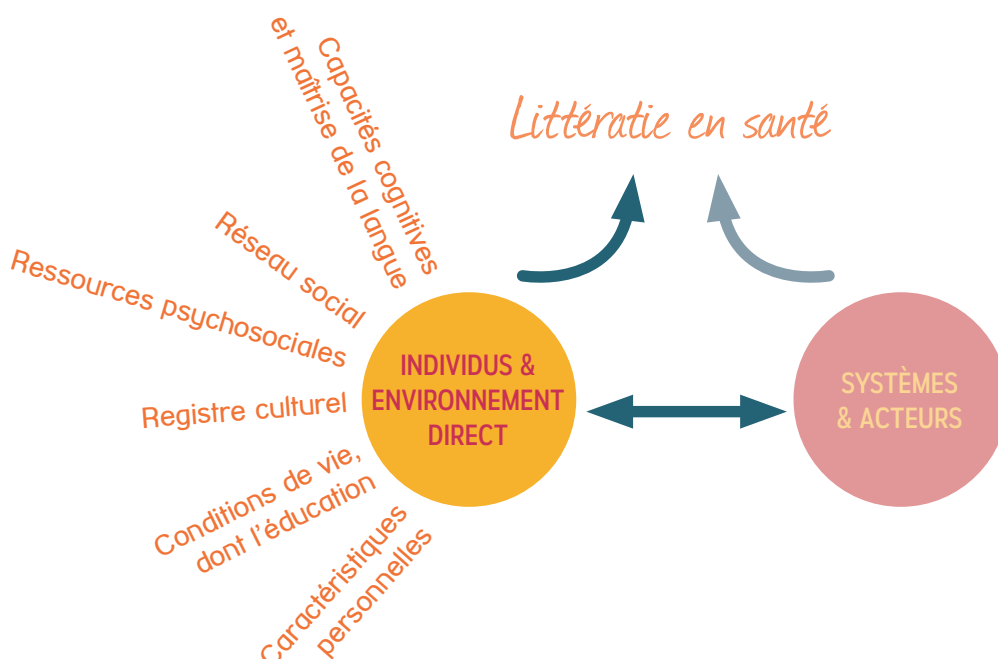 Littératie en santé
Capacités cognitives
et maîtrise de la langue
Réseau social
Ressources psychosociales
Registre culturel
Conditions de vie,
dont l'éducation
Caractéristiques
personnelles
INDIVIDUS &
ENVIRONNEMENT
DIRECT
SYSTÈMES
& ACTEURS